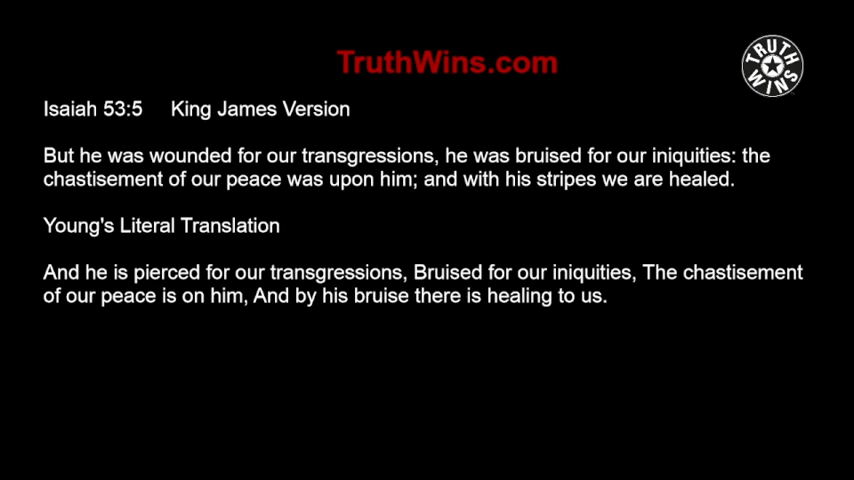 TruthWins.com
TRUTH
WINS
Isaiah 53:5 King James Version
But he was wounded for our transgressions, he was bruised for our iniquities: the
chastisement of our peace was upon him; and with his stripes we are healed.
Young's Literal Translation
And he is pierced for our transgressions, Bruised for our iniquities, The chastisement
of our peace is on him, And by his bruise there is healing to us.